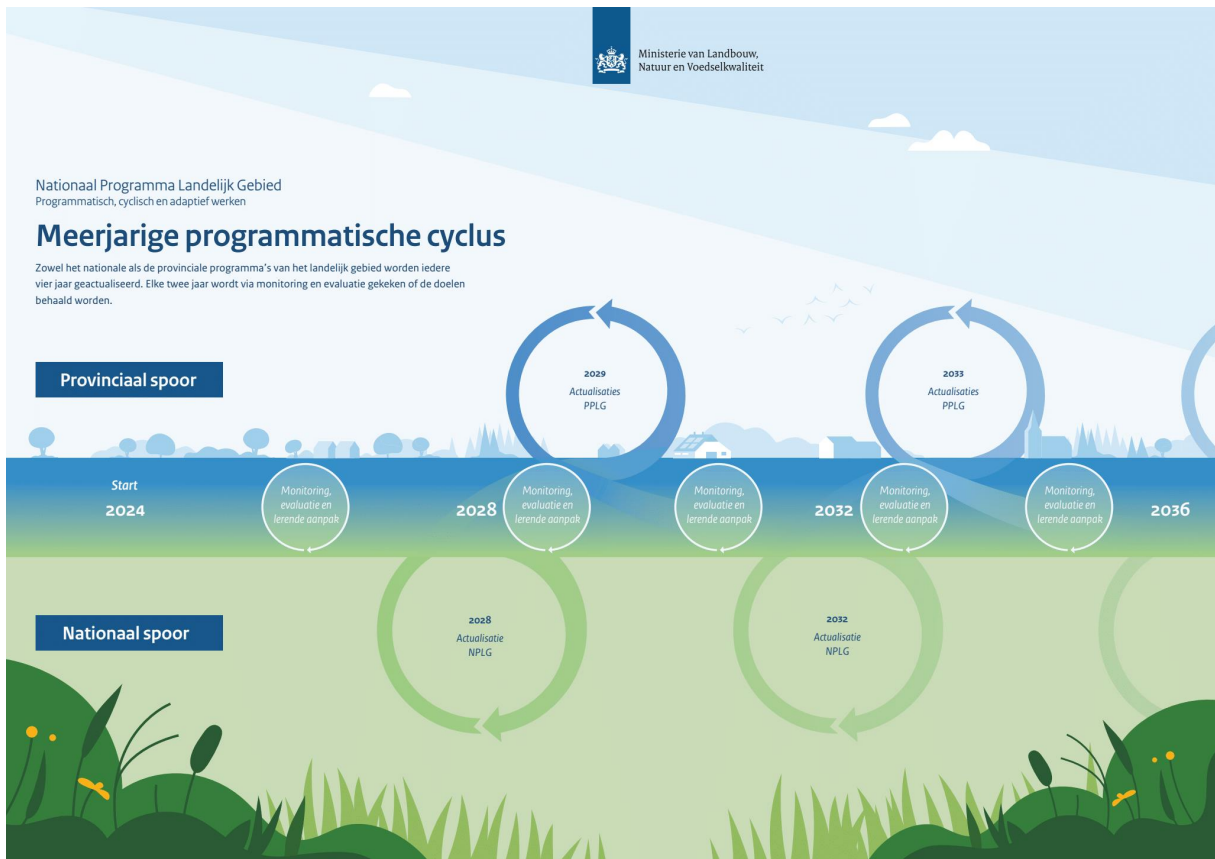 Ministerie van Landbouw,
Natuur en Voedselkwaliteit
Nationaal Programma Landelijk Gebied
Programmatisch, cyclisch en adaptief werken
Meerjarige programmatische cyclus
Zowel het nationale als de provinciale programma's van het landelijk gebied worden iedere
vier jaar geactualiseerd. Elke twee jaar wordt via monitoring en evaluatie gekeken of de doelen
behaald worden.
Provinciaal spoor
2029
Actualisaties
PPLG
2033
Actualisaties
PPLG
Start
2024
Monitoring,
evaluatie en
lerende aanpak
2028
Monitoring,
evaluatie en
lerende aanpak
Monitoring,
evaluatie en
lerende aanpak
2032
Monitoring,
evaluatie en
lerende aanpak
Monitoring,
evaluatie en
lerende aanpak
2036
Nationaal spoor
2028
Actualisatie
NPLG
2032
Actualisatie
NPLG